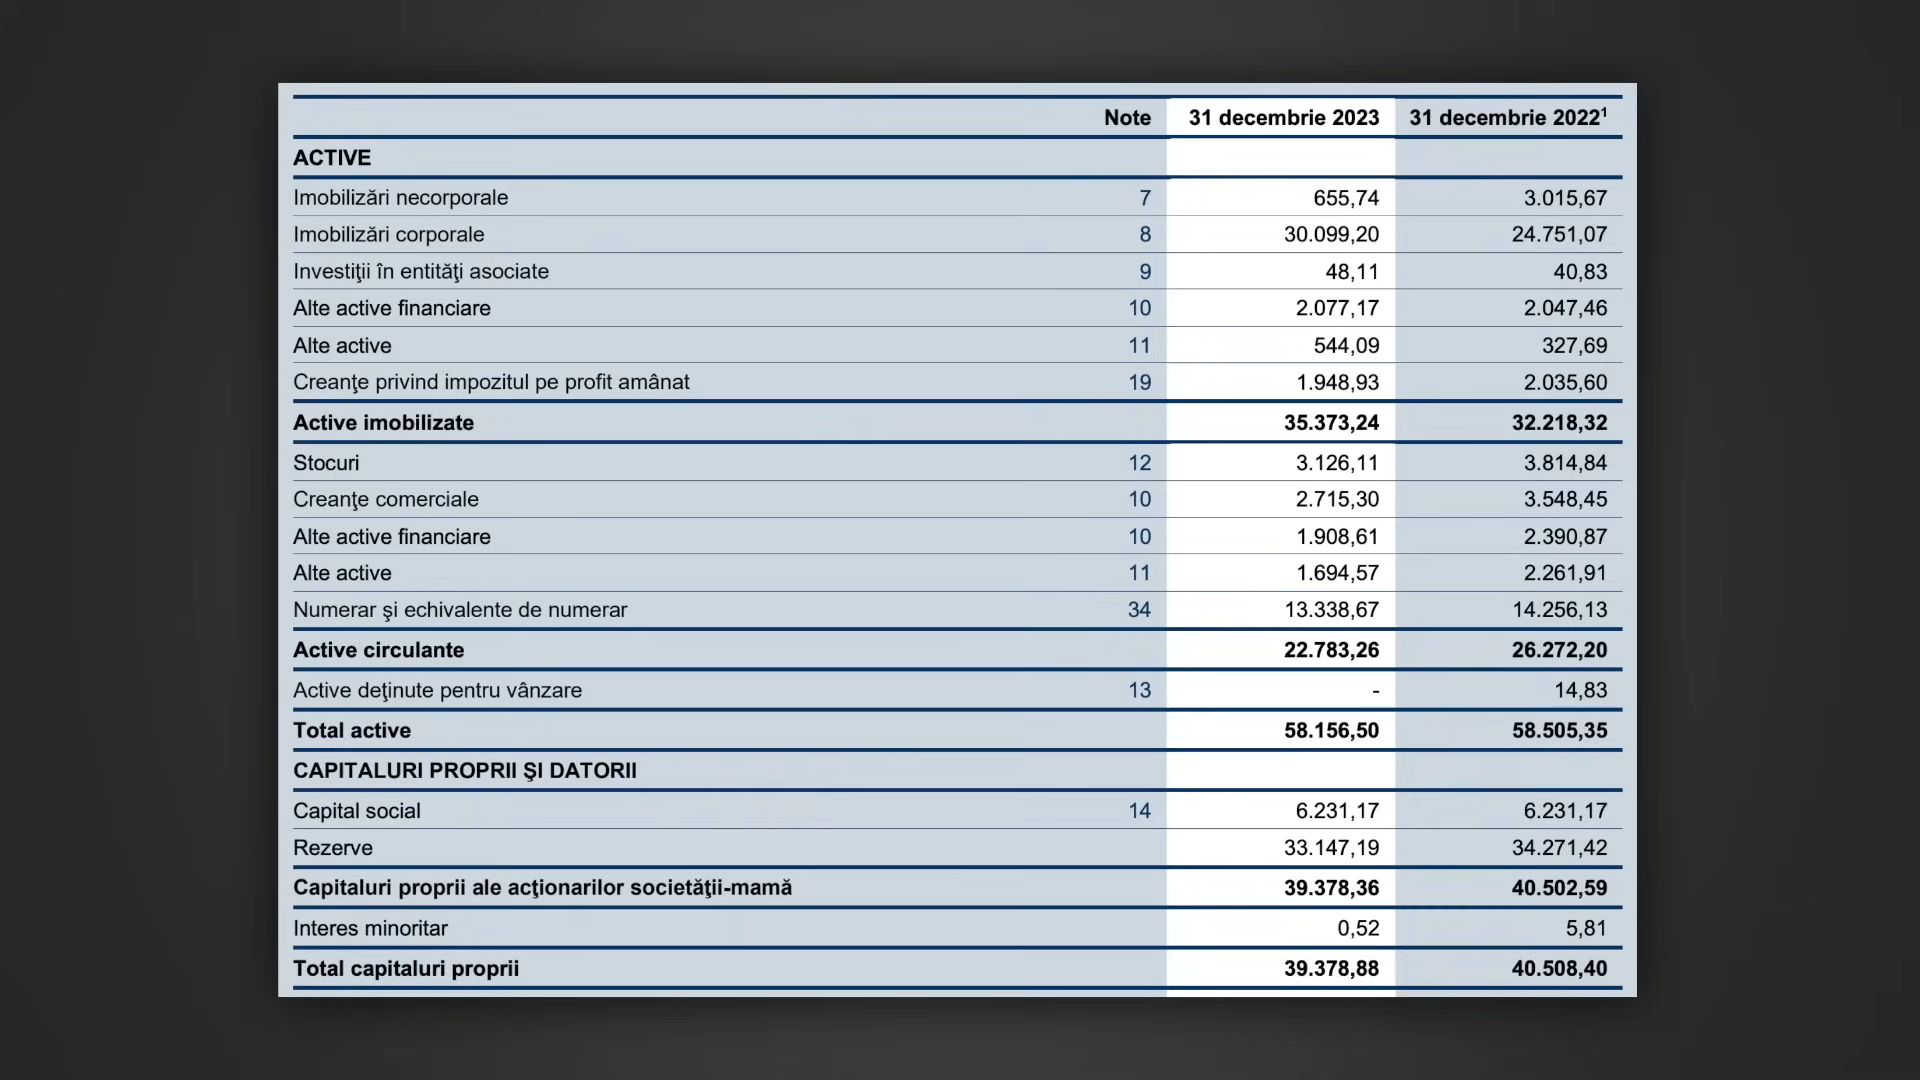 Note 31 decembrie 2023 31 decembrie 2022¹
ACTIVE
Imobilizări necorporale 7 655,74 3.015,67
Imobilizări corporale 8 30.099,20 24.751,07
Investiţii în entităţi asociate 9 48,11 40,83
Alte active financiare 10 2.077,17 2.047,46
Alte active 11 544,09 327,69
Creanţe privind impozitul pe profit amânat 19 1.948,93 2.035,60
Active imobilizate 35.373,24 32.218,32
Stocuri 12 3.126,11 3.814,84
Creanţe comerciale 10 2.715,30 3.548,45
Alte active financiare 10 1.908,61 2.390,87
Alte active 11 1.694,57 2.261,91
Numerar şi echivalente de numerar 34 13.338,67 14.256,13
Active circulante 22.783,26 26.272,20
Active deţinute pentru vânzare 13 - 14,83
Total active 58.156,50 58.505,35
CAPITALURI PROPRII ŞI DATORII
Capital social 14 6.231,17 6.231,17
Rezerve 33.147,19 34.271,42
Capitaluri proprii ale acţionarilor societăţii-mamă 39.378,36 40.502,59
Interes minoritar 0,52 5,81
Total capitaluri proprii 39.378,88 40.508,40